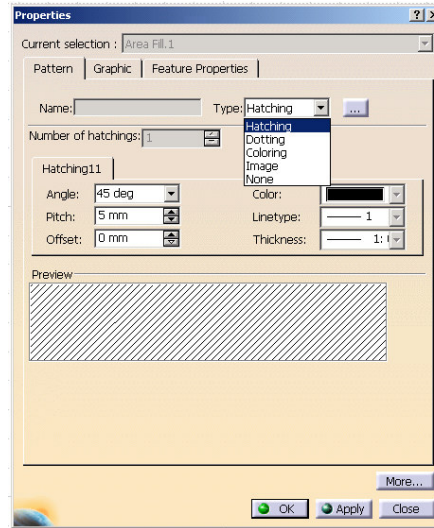 Properties
Current selection : Area Fill.1
Pattern Graphic Feature Properties
Name: Type: Hatching ...
Number of hatchings: 1
Hatching
Dotting
Coloring
Image
None
Hatching11
Angle: 45 deg Color:
Pitch: 5 mm Linetype: 1
Offset: 0 mm Thickness: 1:
Preview
More...
OK Apply Close